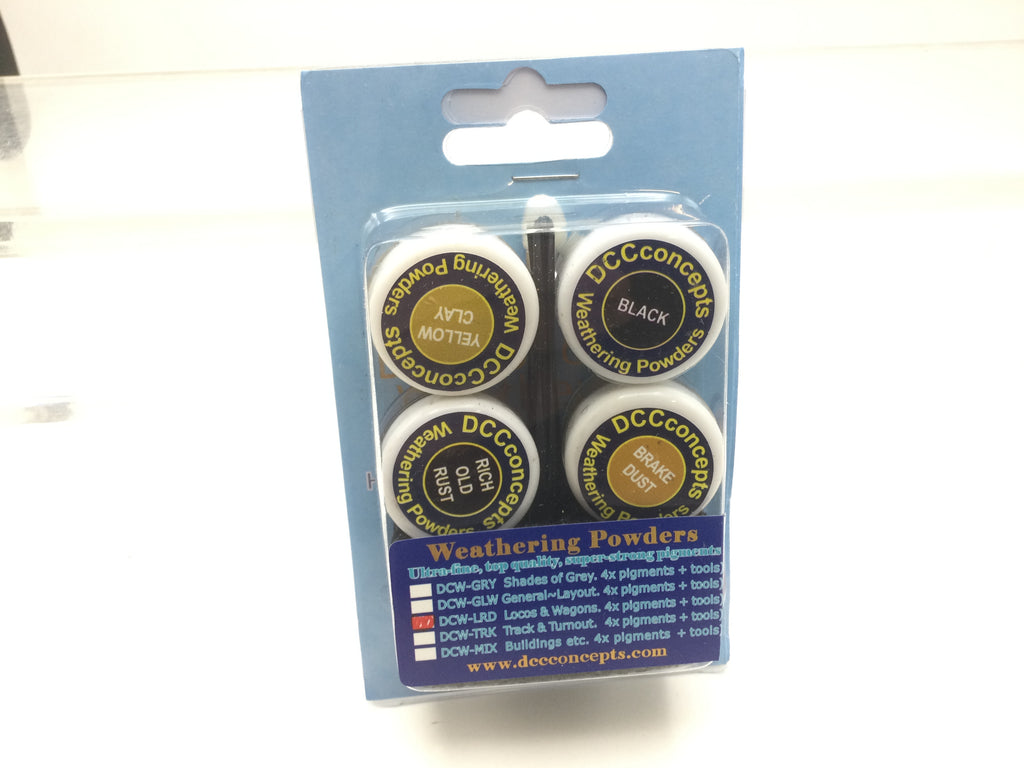 DCCconcepts
Weathering Powders
YELLOW
CLAY
DCCconcepts
Weathering Powders
BLACK
DCCconcepts
Weathering Powders
RICH
OLD
RUST
DCCconcepts
Weathering Powders
BRAKE
DUST
Weathering Powders
Ultra-fine, top quality, super-strong pigments
DCW-GRY Shades of Grey. 4x pigments + tools)
DCW-GLW General~Layout. 4x pigments + tools)
DCW-LRD Locos & Wagons. 4x pigments + tools)
DCW-TRK Track & Turnout. 4x pigments + tools)
DCW-MIX Buildings etc. 4x pigments + tools)
www.dccconcepts.com